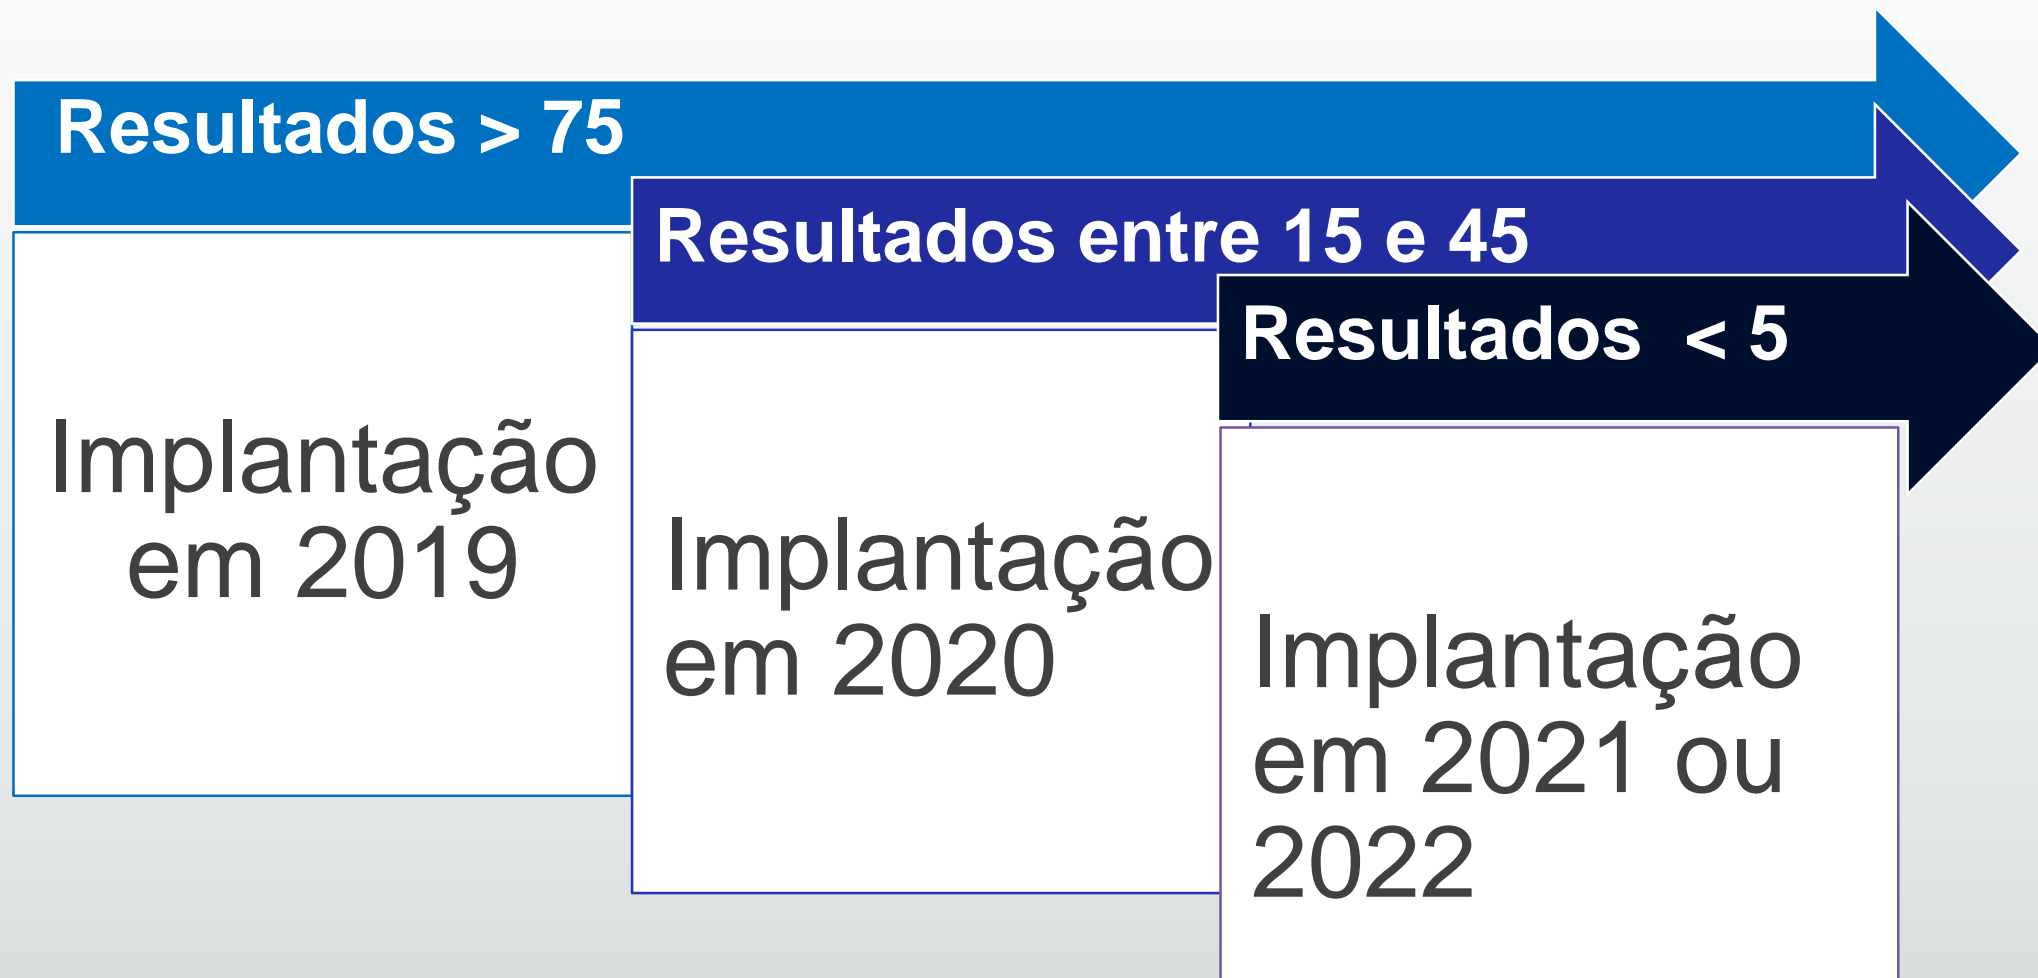 Resultados > 75
Implantação
em 2019
Resultados entre 15 e 45
Implantação
em 2020
Resultados  < 5
Implantação
em 2021 ou
2022